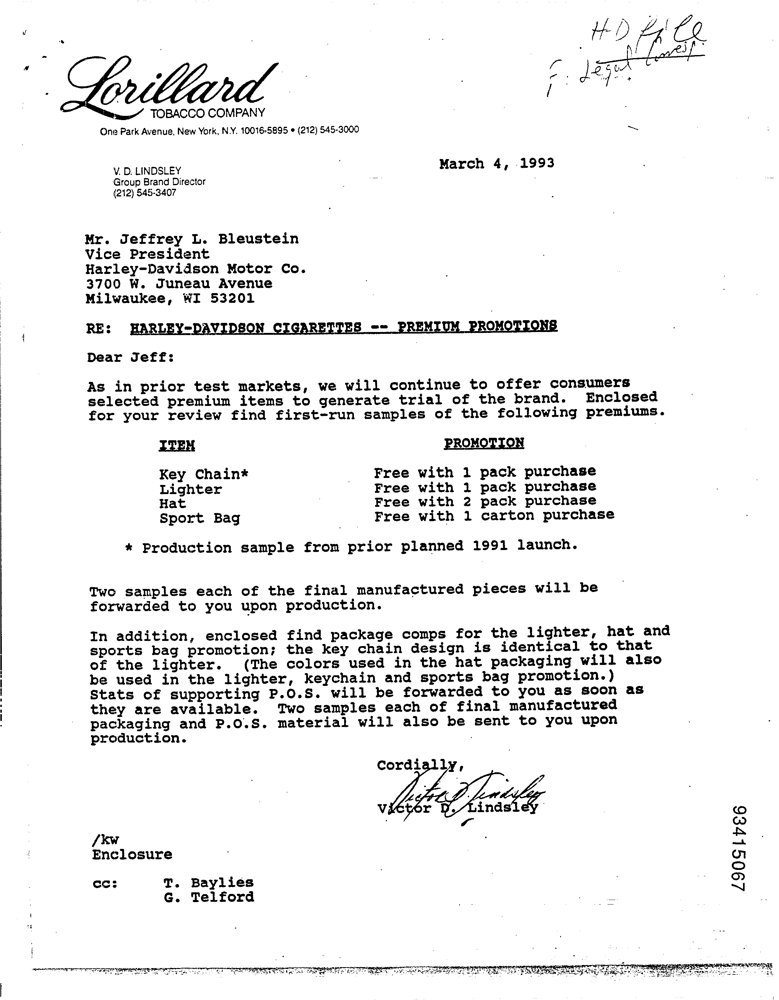 H-D File
F: Legal Corresp.
Lorillard
TOBACCO COMPANY
One Park Avenue, New York, N.Y. 10016-5895 • (212) 545-3000
March 4, 1993
V. D. LINDSLEY
Group Brand Director
(212) 545-3407
Mr. Jeffrey L. Bleustein
Vice President
Harley-Davidson Motor Co.
3700 W. Juneau Avenue
Milwaukee, WI 53201
RE: HARLEY-DAVIDSON CIGARETTES -- PREMIUM PROMOTIONS
Dear Jeff:
As in prior test markets, we will continue to offer consumers
selected premium items to generate trial of the brand. Enclosed
for your review find first-run samples of the following premiums.
ITEM PROMOTION
Key Chain* Free with 1 pack purchase
Lighter Free with 1 pack purchase
Hat Free with 2 pack purchase
Sport Bag Free with 1 carton purchase
* Production sample from prior planned 1991 launch.
Two samples each of the final manufactured pieces will be
forwarded to you upon production.
In addition, enclosed find package comps for the lighter, hat and
sports bag promotion; the key chain design is identical to that
of the lighter. (The colors used in the hat packaging will also
be used in the lighter, keychain and sports bag promotion.)
Stats of supporting P.O.S. will be forwarded to you as soon as
they are available. Two samples each of final manufactured
packaging and P.O.S. material will also be sent to you upon
production.
Cordially,
Victor D. Lindsley
Victor D. Lindsley
/kw
Enclosure
cc: T. Baylies
G. Telford
93415067